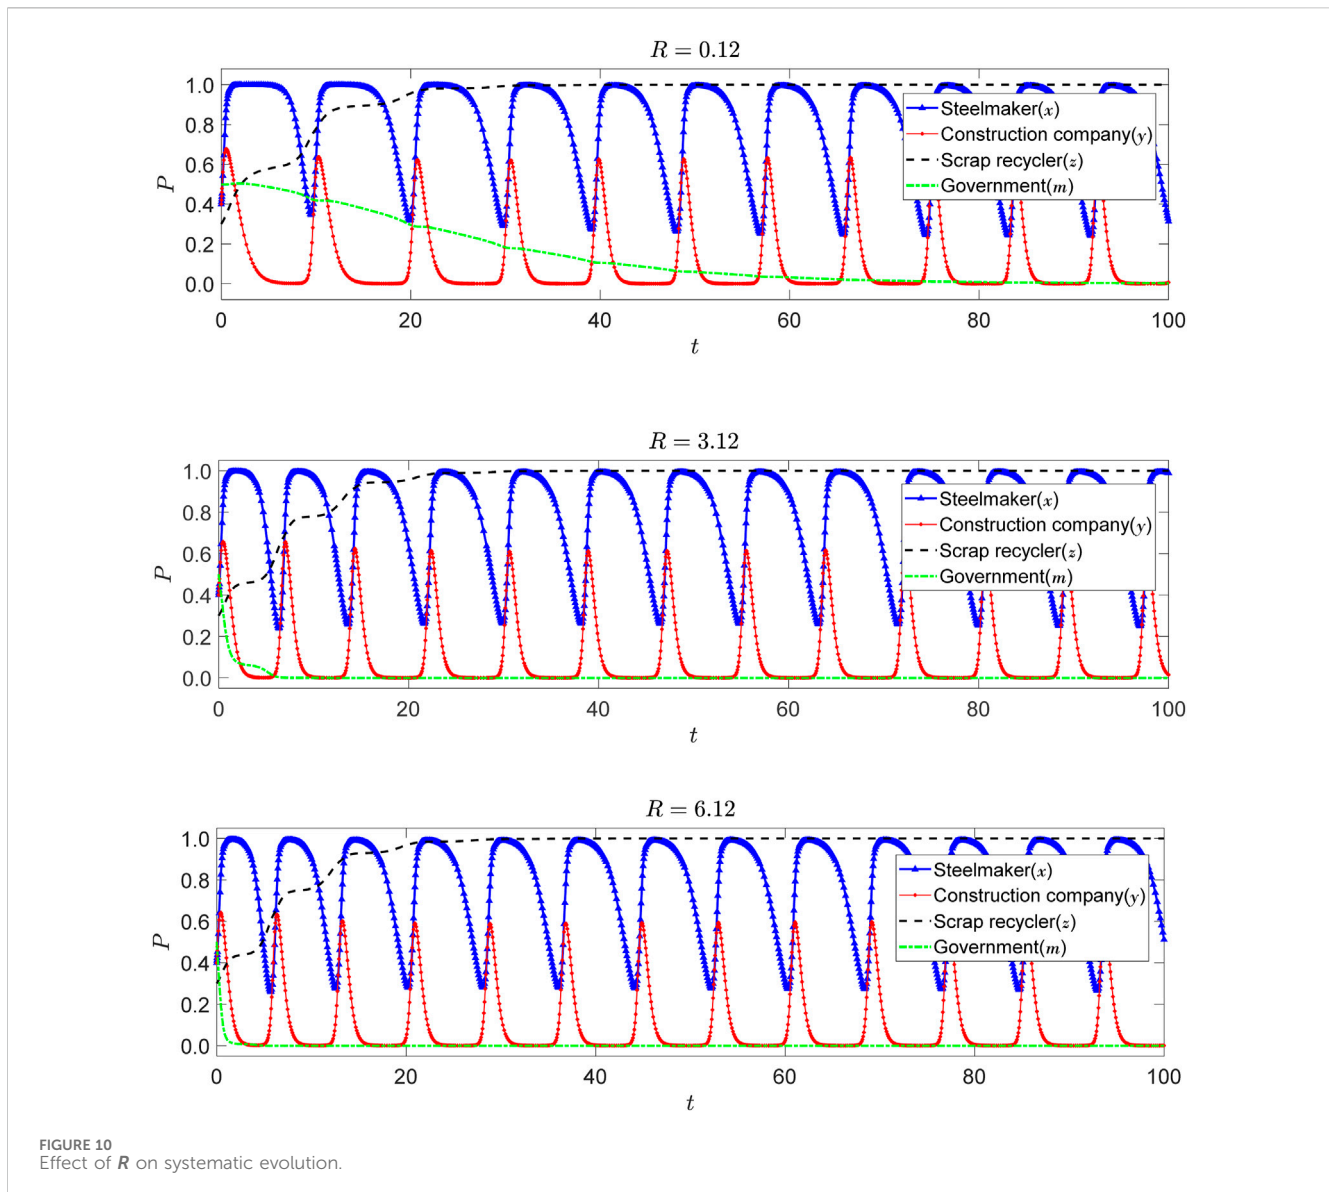 R = 0.12
1.0
0.8
0.6
0.4
0.2
0.0
P
Steelmaker(x)
Construction company(y)
Scrap recycler(z)
Government(m)
0 20 40 60 80 100
t
R = 3.12
1.0
0.8
0.6
0.4
0.2
0.0
P
Steelmaker(x)
Construction company(y)
Scrap recycler(z)
Government(m)
0 20 40 60 80 100
t
R = 6.12
1.0
0.8
0.6
0.4
0.2
0.0
P
Steelmaker(x)
Construction company(y)
Scrap recycler(z)
Government(m)
0 20 40 60 80 100
t
FIGURE 10
Effect of R on systematic evolution.